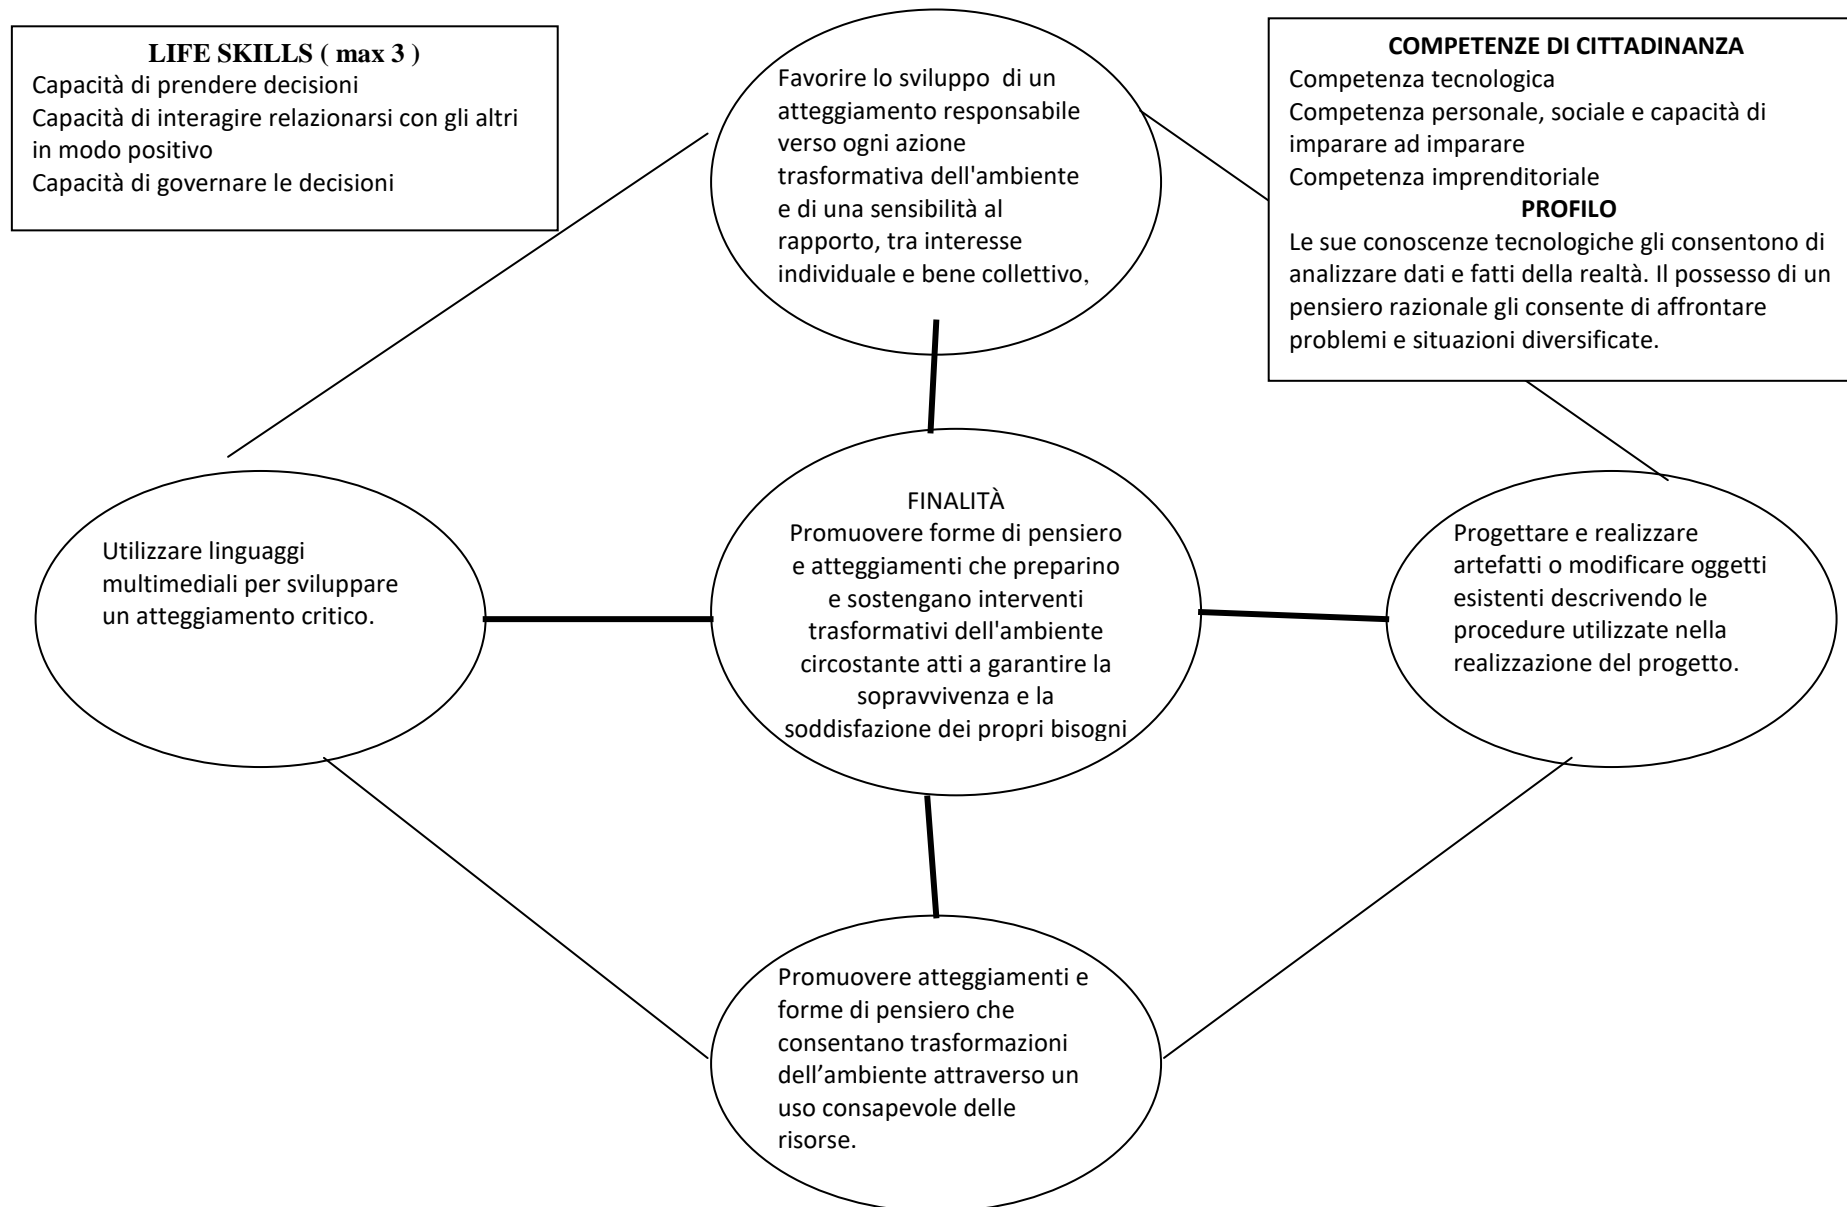 LIFE SKILLS ( max 3 )
Capacità di prendere decisioni
Capacità di interagire relazionarsi con gli altri
in modo positivo
Capacità di governare le decisioni
Favorire lo sviluppo  di un
atteggiamento responsabile
verso ogni azione
trasformativa dell'ambiente
e di una sensibilità al
rapporto, tra interesse
individuale e bene collettivo,
COMPETENZE DI CITTADINANZA
Competenza tecnologica
Competenza personale, sociale e capacità di
imparare ad imparare
Competenza imprenditoriale
PROFILO
Le sue conoscenze tecnologiche gli consentono di
analizzare dati e fatti della realtà. Il possesso di un
pensiero razionale gli consente di affrontare
problemi e situazioni diversificate.
Utilizzare linguaggi
multimediali per sviluppare
un atteggiamento critico.
FINALITÀ
Promuovere forme di pensiero
e atteggiamenti che preparino
e sostengano interventi
trasformativi dell'ambiente
circostante atti a garantire la
sopravvivenza e la
soddisfazione dei propri bisogni
Progettare e realizzare
artefatti o modificare oggetti
esistenti descrivendo le
procedure utilizzate nella
realizzazione del progetto.
Promuovere atteggiamenti e
forme di pensiero che
consentano trasformazioni
dell’ambiente attraverso un
uso consapevole delle
risorse.